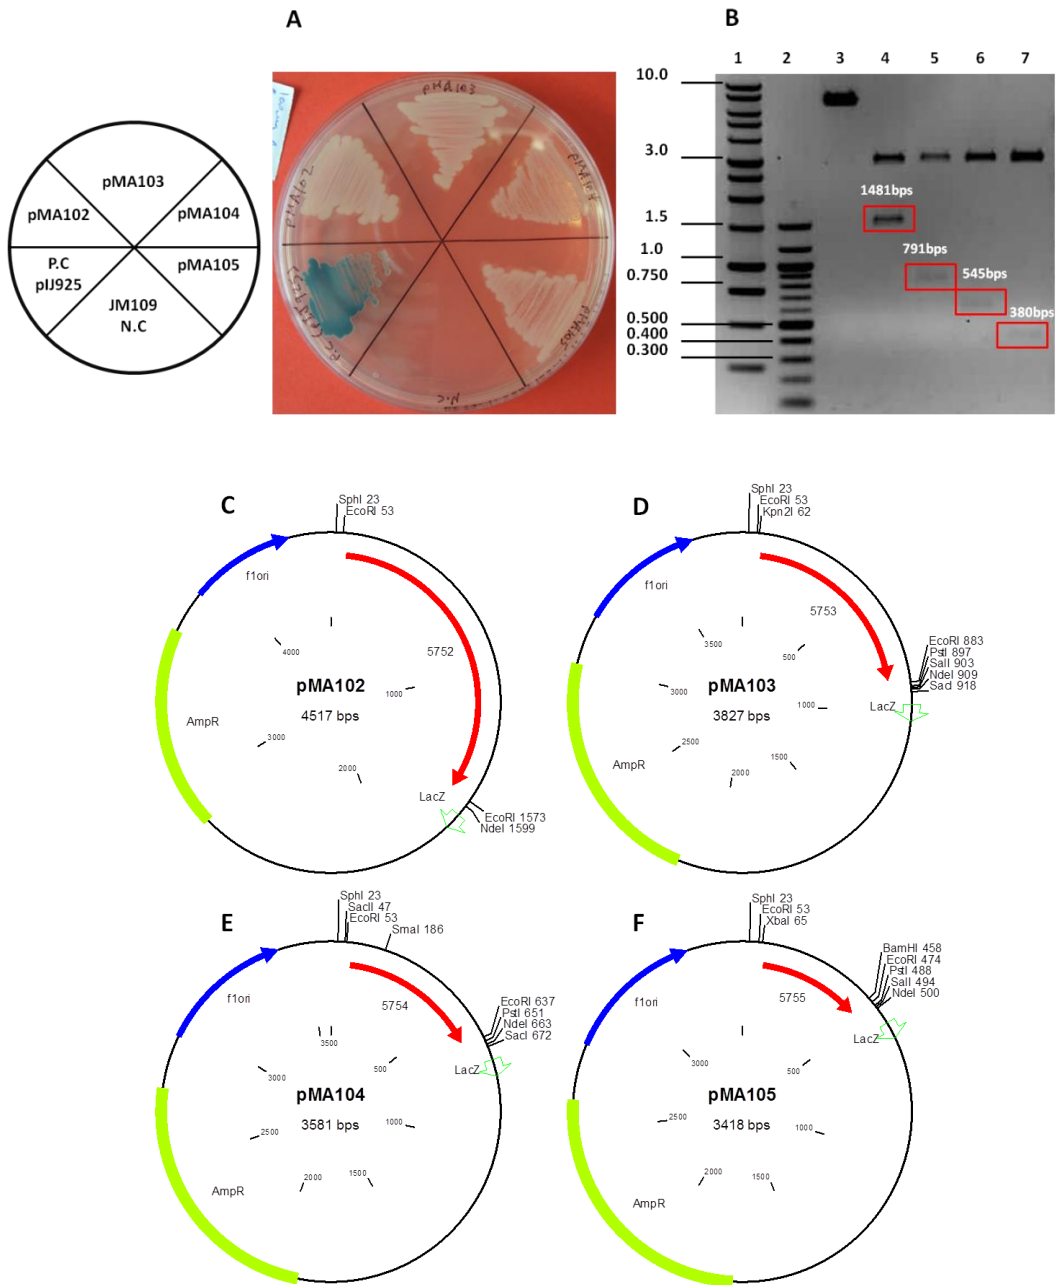 A
B
pMA103
pMA102
pMA104
P.C
pIJ925
pMA105
JM109
N.C
PMA102
N.C
1 2 3 4 5 6 7
10.0
3.0
1.5
1.0
0.750
0.500
0.400
0.300
1481bps
791bps
545bps
380bps
C
SphI 23
EcoRI 53
f1ori
5752
4000
pMA102
4517 bps
1000
AmpR
3000
2000
LacZ
EcoRI 1573
NdeI 1599
D
SphI 23
EcoRI 53
Kpn2I 62
f1ori
5753
3500
500
EcoRI 883
PstI 897
SalI 903
NdeI 909
SacI 918
pMA103
3827 bps
3000
1000
LacZ
2500
AmpR
2000
1500
E
SphI 23
SacII 47
EcoRI 53
SmaI 186
f1ori
5754
3500
EcoRI 637
PstI 651
NdeI 663
SacI 672
500
3000
LacZ
pMA104
3581 bps
2500
1000
AmpR
2000
1500
F
SphI 23
EcoRI 53
XbaI 65
BamHI 458
EcoRI 474
PstI 488
SalI 494
NdeI 500
f1ori
5755
LacZ
3000
500
pMA105
3418 bps
2500
1000
AmpR
2000
1500